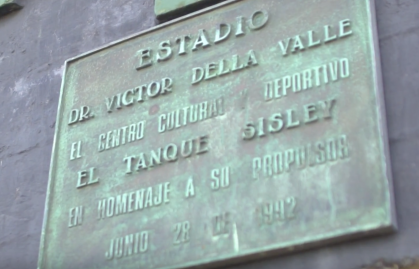 ESTADIO
DR. VICTOR DELLA VALLE
EL CENTRO CULTURAL Y DEPORTIVO
EL TANQUE SISLEY
EN HOMENAJE A SU PROPULSOR
JUNIO 28 DE 1992